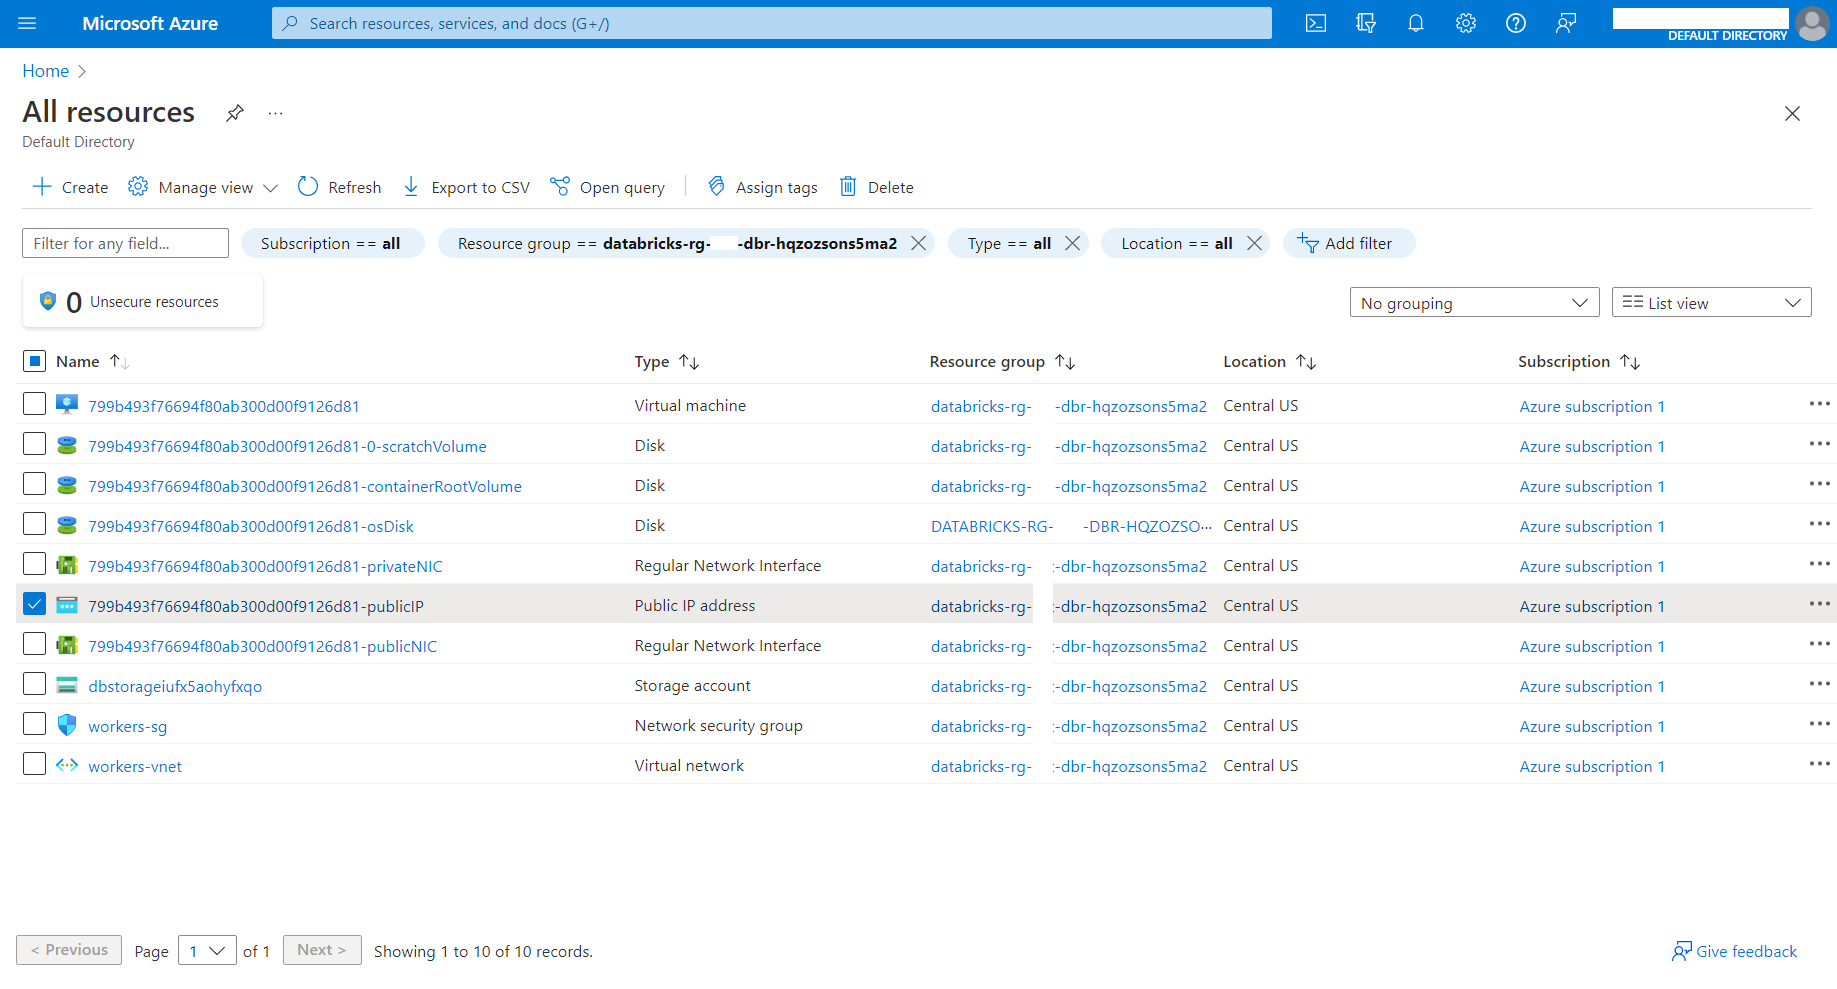 Microsoft Azure
Search resources, services, and docs (G+/)
DEFAULT DIRECTORY
Home
All resources
Default Directory
Create Manage view Refresh Export to CSV Open query Assign tags Delete
Filter for any field... Subscription == all Resource group == databricks-rg- -dbr-hqzozsons5ma2 Type == all Location == all Add filter
0 Unsecure resources
No grouping List view
Name Type Resource group Location Subscription
799b493f76694f80ab300d00f9126d81 Virtual machine databricks-rg- -dbr-hqzozsons5ma2 Central US Azure subscription 1
799b493f76694f80ab300d00f9126d81-0-scratchVolume Disk databricks-rg- -dbr-hqzozsons5ma2 Central US Azure subscription 1
799b493f76694f80ab300d00f9126d81-containerRootVolume Disk databricks-rg- -dbr-hqzozsons5ma2 Central US Azure subscription 1
799b493f76694f80ab300d00f9126d81-osDisk Disk DATABRICKS-RG- -DBR-HQZOZSO... Central US Azure subscription 1
799b493f76694f80ab300d00f9126d81-privateNIC Regular Network Interface databricks-rg- -dbr-hqzozsons5ma2 Central US Azure subscription 1
799b493f76694f80ab300d00f9126d81-publicIP Public IP address databricks-rg- -dbr-hqzozsons5ma2 Central US Azure subscription 1
799b493f76694f80ab300d00f9126d81-publicNIC Regular Network Interface databricks-rg- -dbr-hqzozsons5ma2 Central US Azure subscription 1
dbstorageiufx5aohyfxqo Storage account databricks-rg- -dbr-hqzozsons5ma2 Central US Azure subscription 1
workers-sg Network security group databricks-rg- -dbr-hqzozsons5ma2 Central US Azure subscription 1
workers-vnet Virtual network databricks-rg- -dbr-hqzozsons5ma2 Central US Azure subscription 1
< Previous Page 1 of 1 Next > Showing 1 to 10 of 10 records. Give feedback